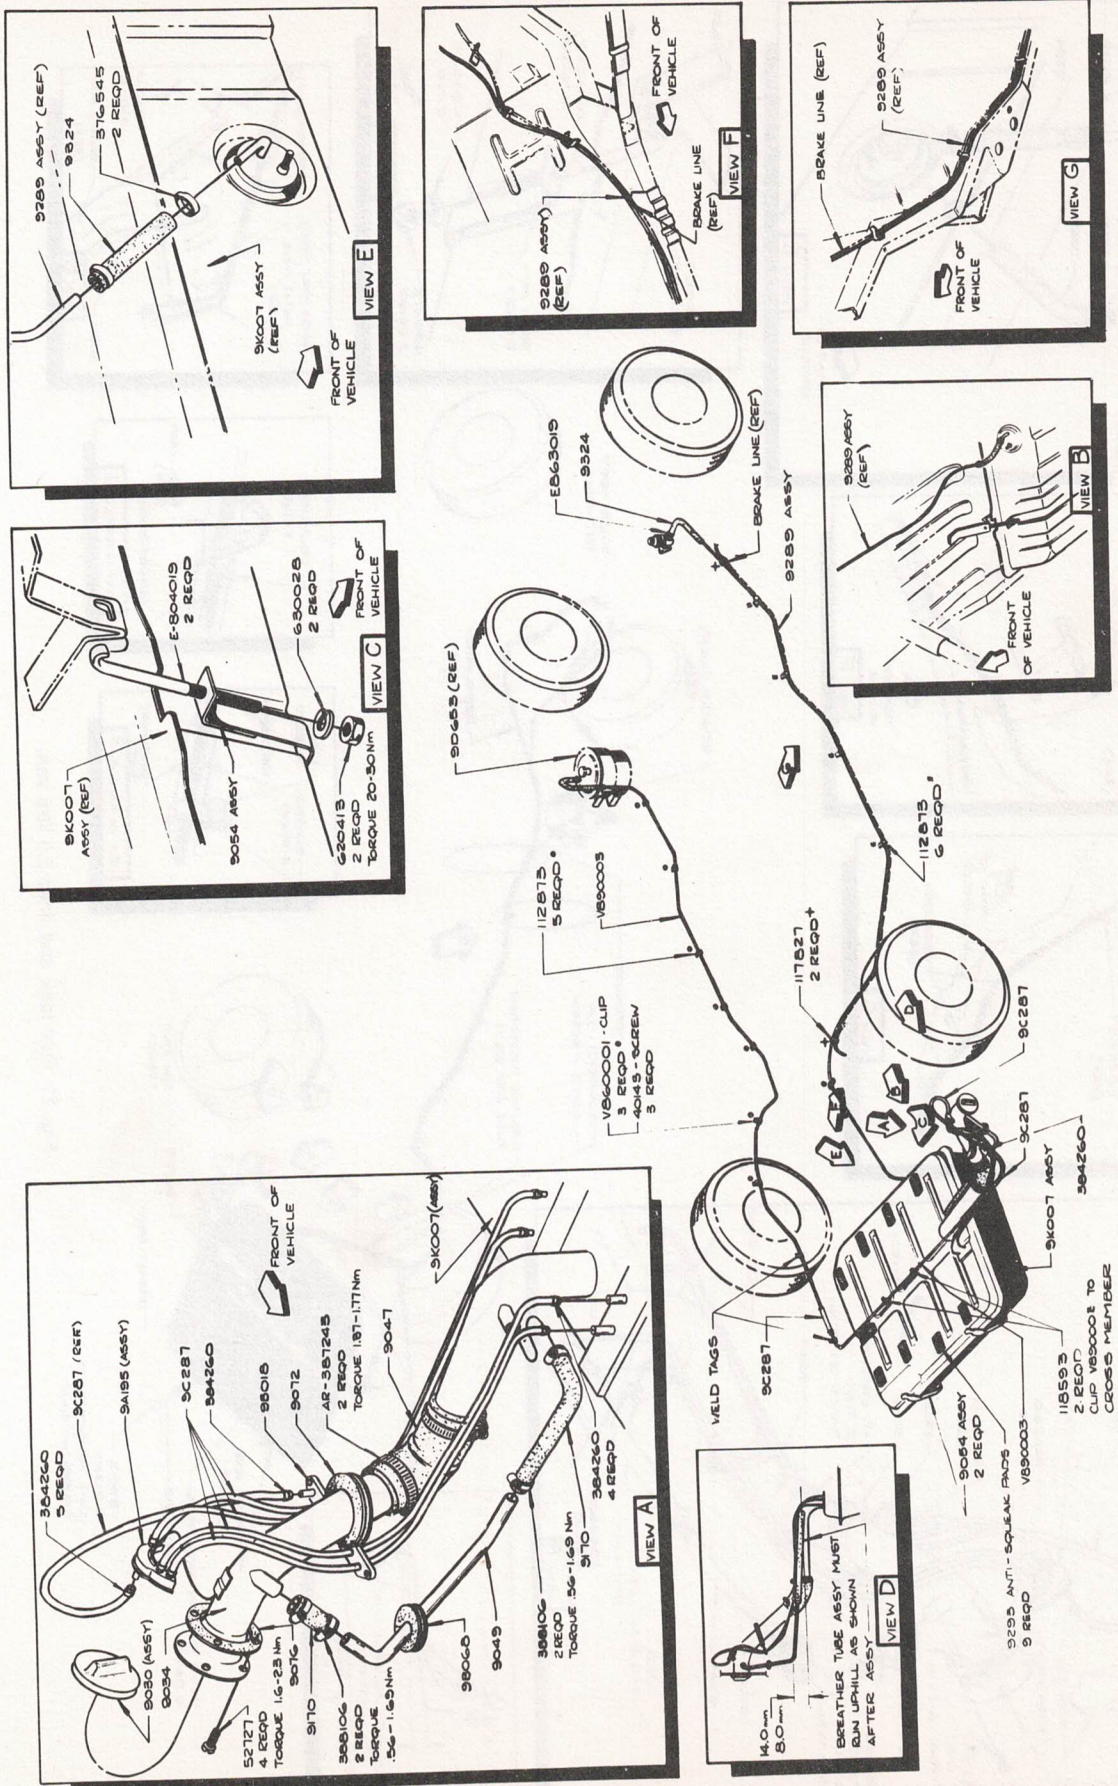 9289 ASSY (REF)
9324
376545
2 REQD
9K007 ASSY
(REF)
FRONT OF
VEHICLE
VIEW E
9K007
ASSY (REF)
E-804019
2 REQD
9054 ASSY
630028
2 REQD
620413
2 REQD
TORQUE 20-30Nm
FRONT OF
VEHICLE
VIEW C
9289 ASSY)
(REF)
BRAKE LINE
(REF)
FRONT OF
VEHICLE
VIEW F
BRAKE LINE (REF)
9289 ASSY
(REF)
FRONT OF
VEHICLE
VIEW G
9289 ASSY
(REF)
FRONT
OF VEHICLE
VIEW B
384260
5 REQD
9C287 (REF)
9A195 (ASSY)
9C287
384260
98018
9072
AR-387243
2 REQD
TORQUE 1.37-1.77 Nm
9047
9K007(ASSY)
FRONT OF
VEHICLE
9030 (ASSY)
9034
52727
4 REQD
TORQUE 1.6-2.3 Nm
9076
9170
388106
2 REQD
TORQUE
.56-1.69Nm
98068
9049
388106
2 REQD
TORQUE .56-1.69 Nm
9170
384260
4 REQD
VIEW A
14.0mm
8.0mm
BREATHER TUBE ASSY MUST
RUN UPHILL AS SHOWN
AFTER ASSY
VIEW D
9D653 (REF)
112873
5 REQD
V890003
V860001-CLIP
3 REQD
40143-SCREW
3 REQD
E863019
9324
BRAKE LINE (REF)
9289 ASSY
G
112873
6 REQD
117827
2 REQD+
WELD TAGS
9C287
E
F
A
B
C
D
9C287
9C287
384260
9K007 ASSY
118593
2 REQD
CLIP V890003 TO
CROSS MEMBER
V890003
9054 ASSY
2 REQD
9293 ANTI-SQUEAK PADS
9 REQD